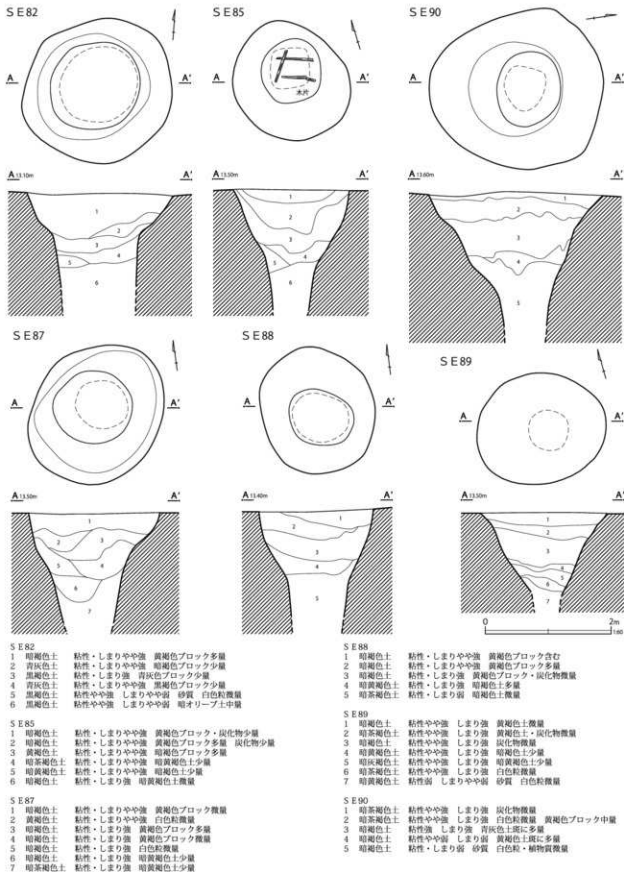 SE82
SE85
SE90
A A'
A A'
木片
A A'
A 13.10m A'
1
2
3
4
5
6
A 13.50m A'
1
2
3
4
5
6
A 13.60m A'
1
2
3
4
5
SE87
SE88
SE89
A A'
A A'
A A'
A 13.50m A'
1
2
3
4
5
6
7
A 13.40m A'
1
2
3
4
5
A 13.50m A'
1
2
3
4
5
6
7
0 2m
1:60
SE82
1 暗褐色土 粘性・しまりやや強 黄褐色ブロック多量
2 青灰色土 粘性・しまりやや強 暗褐色ブロック少量
3 黒褐色土 粘性・しまり強 青灰色ブロック少量
4 青灰色土 粘性・しまりやや強 黒褐色ブロック少量
5 黒褐色土 粘性やや強 しまりやや弱 砂質 白色粒微量
6 黒褐色土 粘性やや強 しまりやや弱 暗オリーブ土中量
SE85
1 暗褐色土 粘性・しまりやや強 黄褐色ブロック・炭化物少量
2 暗褐色土 粘性・しまりやや強 黄褐色ブロック多量 炭化物少量
3 黄褐色土 粘性・しまりやや強 暗褐色ブロック多量
4 暗茶褐色土 粘性・しまりやや強 暗黄褐色土少量
5 暗黄褐色土 粘性・しまりやや強 暗褐色土少量
6 暗褐色土 粘性・しまり強 暗黄褐色土微量
SE87
1 暗褐色土 粘性・しまりやや強 黄褐色ブロック微量
2 黄褐色土 粘性・しまりやや強 白色粒微量
3 暗褐色土 粘性・しまり強 黄褐色ブロック多量
4 暗褐色土 粘性・しまり強 黄褐色ブロック微量
5 暗褐色土 粘性・しまり強 白色粒微量
6 暗褐色土 粘性・しまり強 暗黄褐色土少量
7 暗茶褐色土 粘性・しまり強 暗黄褐色土少量
SE88
1 暗褐色土 粘性・しまりやや強 黄褐色ブロック含む
2 暗褐色土 粘性・しまりやや強 黄褐色ブロック多量
3 暗褐色土 粘性・しまり強 黄褐色ブロック・炭化物微量
4 暗黄褐色土 粘性・しまり強 暗褐色土多量
5 暗茶褐色土 粘性・しまり弱 暗褐色土微量
SE89
1 暗褐色土 粘性やや強 しまり強 黄褐色土微量
2 暗茶褐色土 粘性やや強 しまり強 黄褐色土・炭化物微量
3 暗褐色土 粘性やや強 しまり強 炭化物微量
4 暗黄褐色土 粘性やや強 しまり強 暗褐色土少量
5 暗灰褐色土 粘性やや強 しまり強 暗黄褐色土少量
6 暗茶褐色土 粘性やや強 しまり強 白色粒微量
7 暗黄褐色土 粘性弱 しまりやや弱 砂質 白色粒微量
SE90
1 暗茶褐色土 粘性やや強 しまり強 炭化物微量
2 暗茶褐色土 粘性やや強 しまり強 白色粒微量 黄褐色ブロック中量
3 暗褐色土 粘性強 しまり強 青灰色土斑に多量
4 暗褐色土 粘性やや弱 しまり弱 黄褐色土斑に多量
5 暗褐色土 粘性・しまり弱 砂質 白色粒・植物質微量